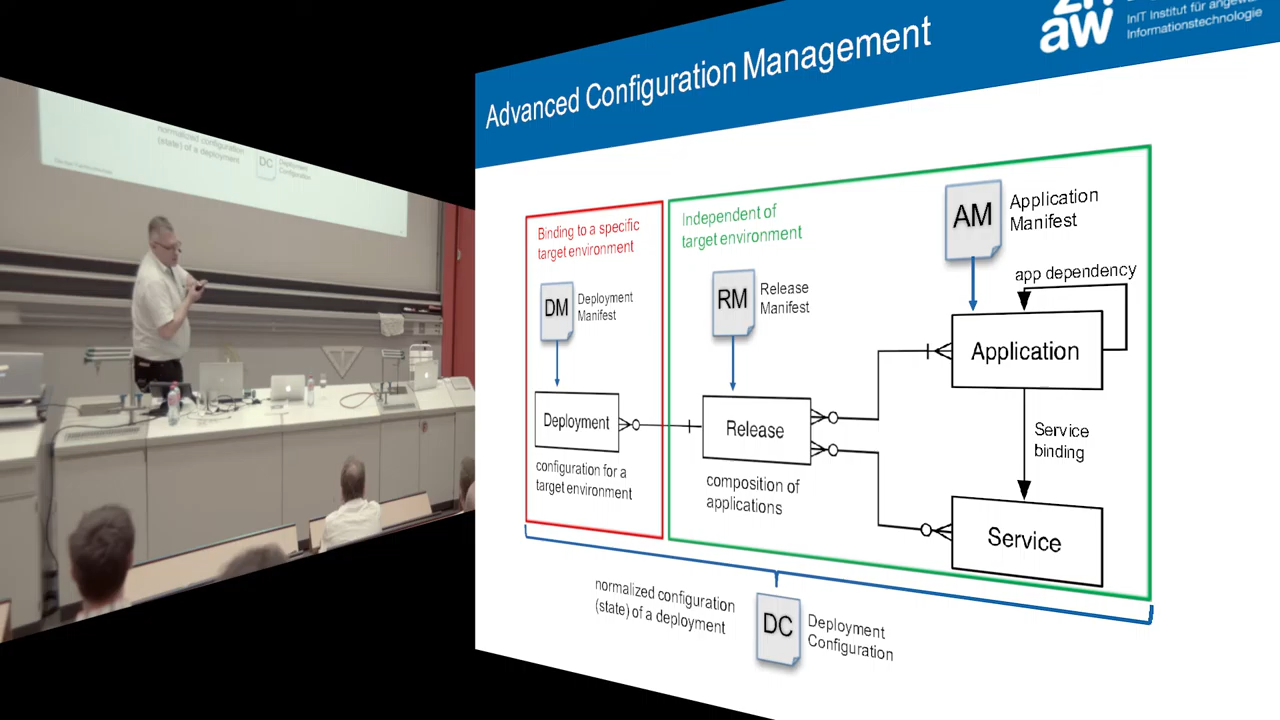 Advanced Configuration Management
aw
InIT Institut für
Informationstechnologie
Binding to a specific
target environment
Independent of
target environment
AM
Application
Manifest
DM
Deployment
Manifest
RM
Release
Manifest
app dependency
Application
Deployment
Release
Service
binding
configuration for a
target environment
composition of
applications
Service
normalized configuration
(state) of a deployment
DC
Deployment
Configuration
normalized configuration
(state) of a deployment
DC
Deployment
Configuration